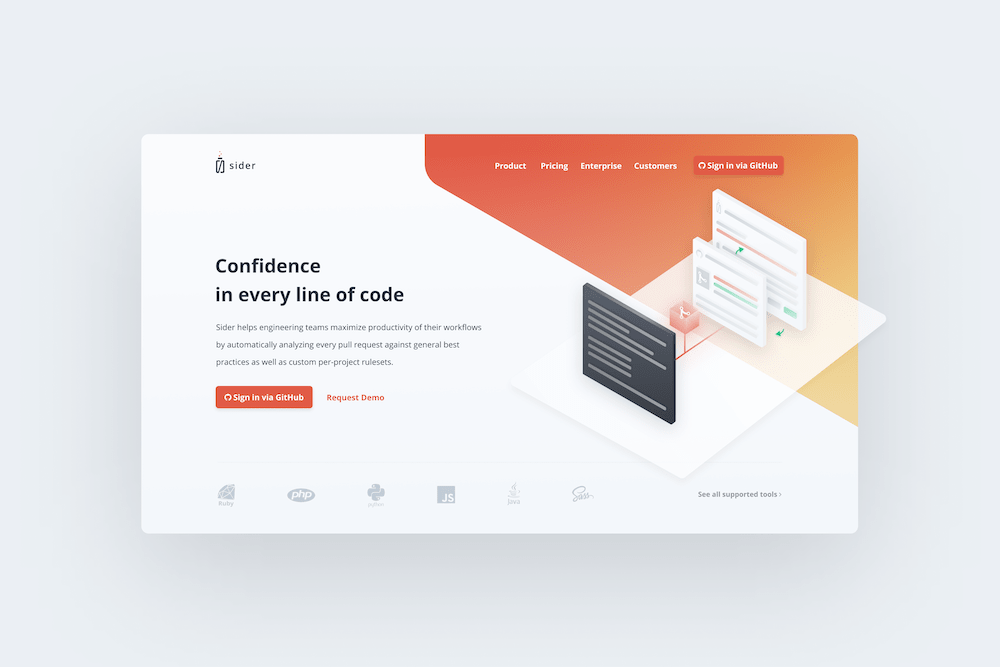 sider
Product Pricing Enterprise Customers Sign in via GitHub
Confidence
in every line of code
Sider helps engineering teams maximize productivity of their workflows
by automatically analyzing every pull request against general best
practices as well as custom per-project rulesets.
Sign in via GitHub Request Demo
Ruby php python JS Java Sass See all supported tools ›